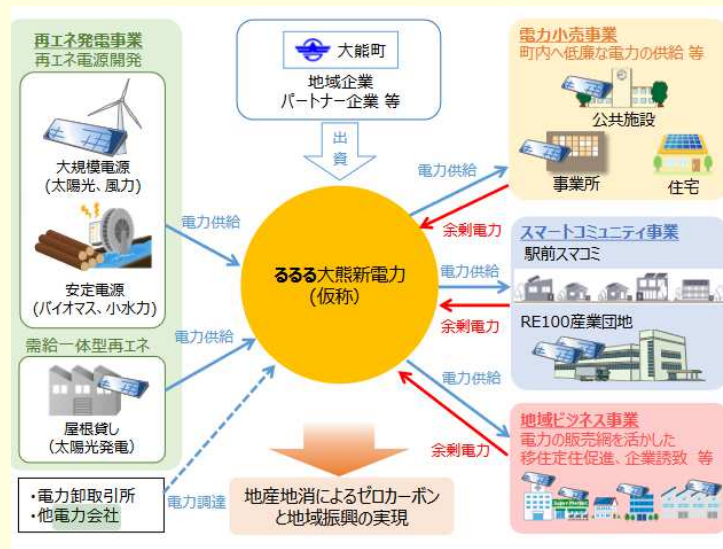 再エネ発電事業
再エネ電源開発
大規模電源
(太陽光、風力)
安定電源
(バイオマス、小水力)
需給一体型再エネ
屋根貸し
(太陽光発電)
・電力卸取引所
・他電力会社
大熊町
地域企業
パートナー企業 等
出資
電力供給
電力供給
電力調達
るるる大熊新電力
(仮称)
地産地消によるゼロカーボン
と地域振興の実現
電力供給
余剰電力
電力供給
余剰電力
電力供給
余剰電力
電力小売事業
町内へ低廉な電力の供給 等
公共施設
事業所
住宅
スマートコミュニティ事業
駅前スマコミ
RE100産業団地
地域ビジネス事業
電力の販売網を活かした
移住定住促進、企業誘致 等